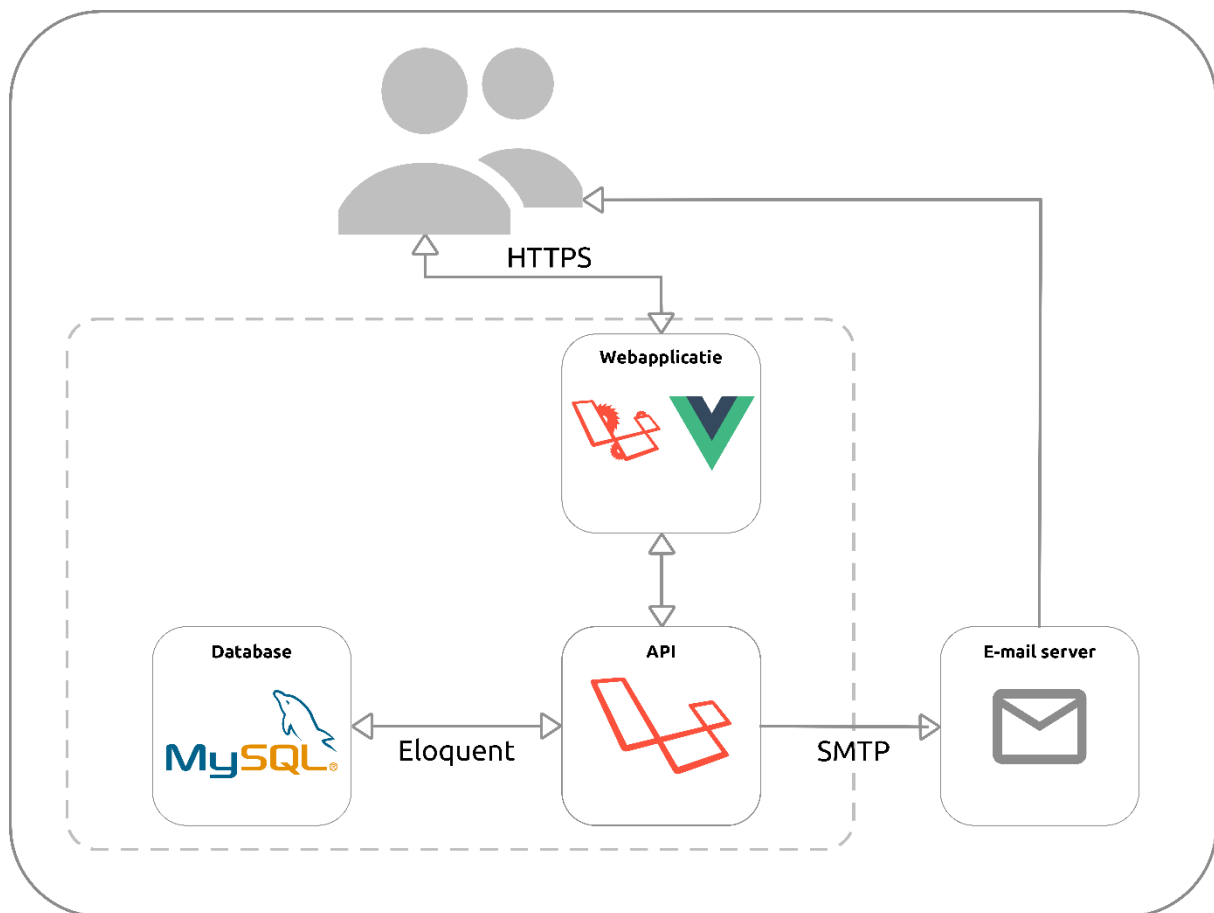 HTTPS
Webapplicatie
Database
API
E-mail server
MySQL®
Eloquent
SMTP